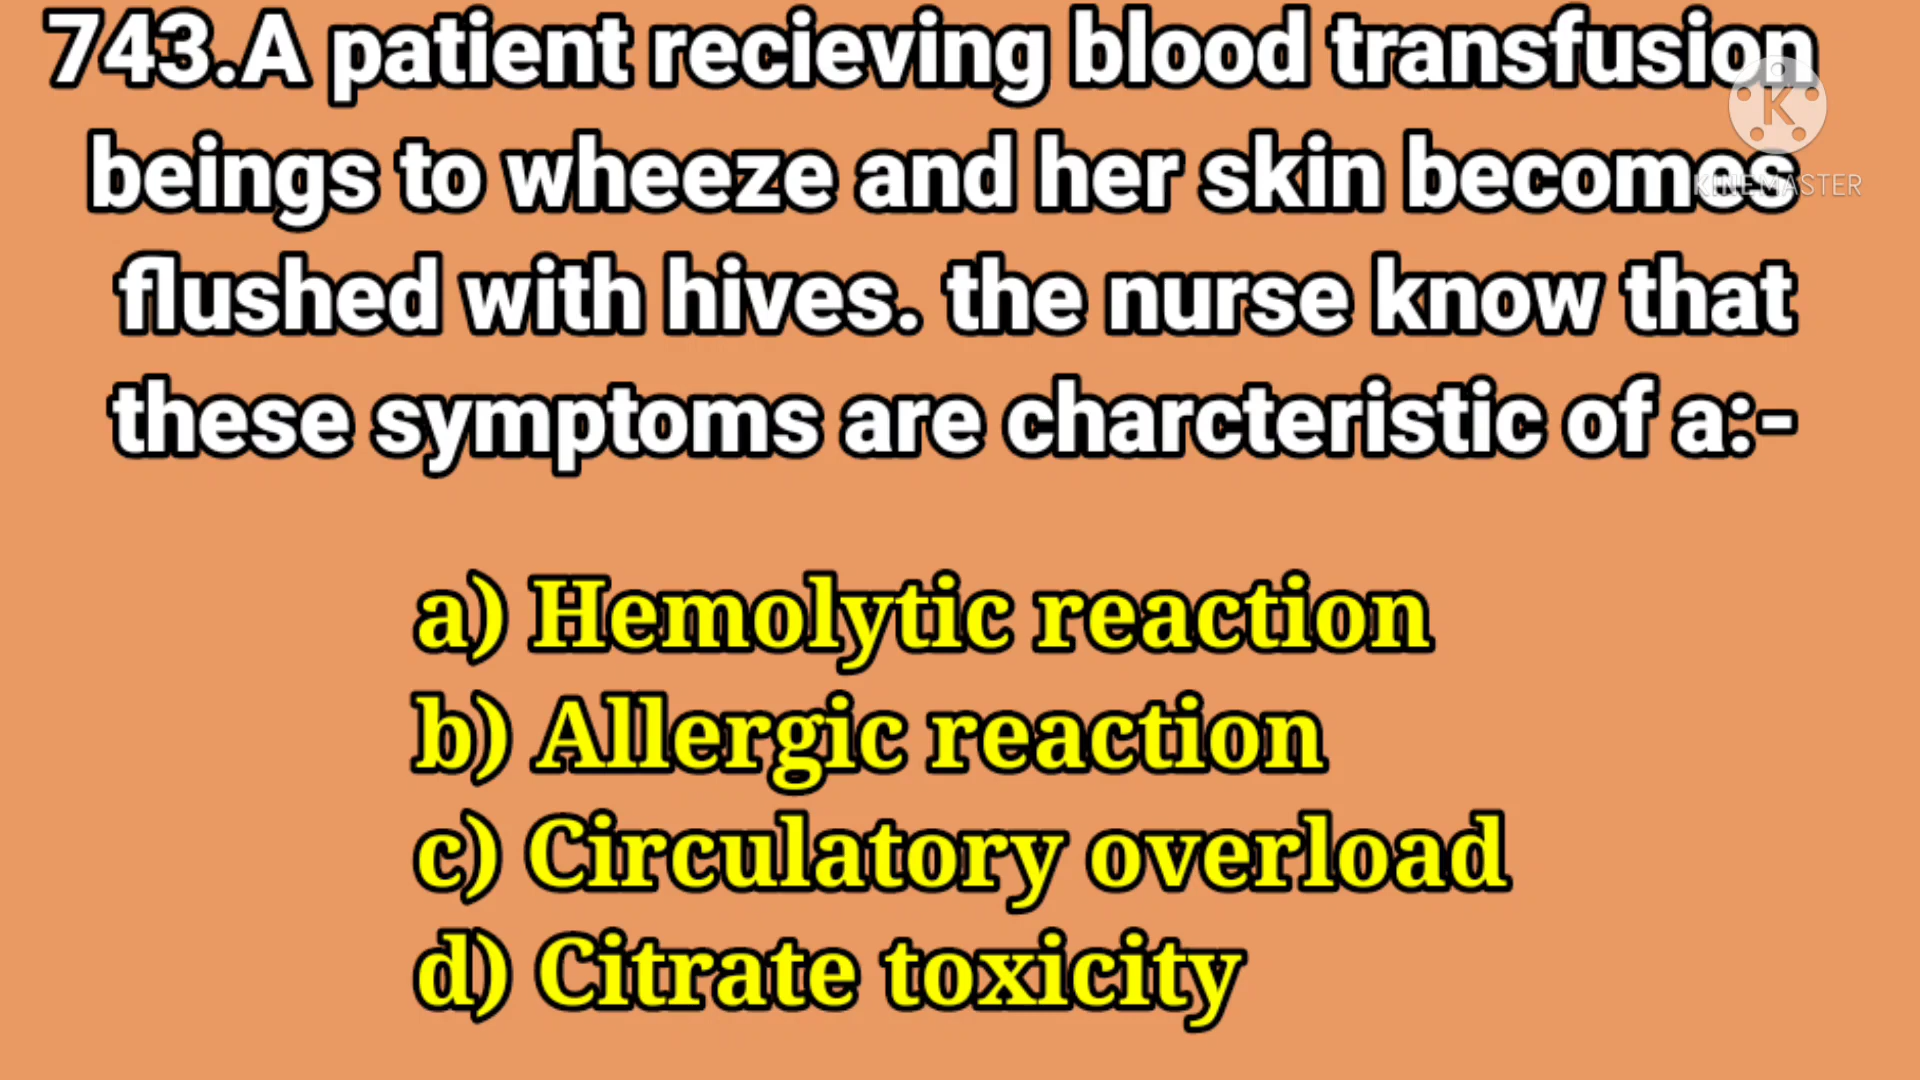 743.A patient recieving blood transfusion
beings to wheeze and her skin becomes
flushed with hives. the nurse know that
these symptoms are charcteristic of a:-
a) Hemolytic reaction
b) Allergic reaction
c) Circulatory overload
d) Citrate toxicity
K
KINEMASTER